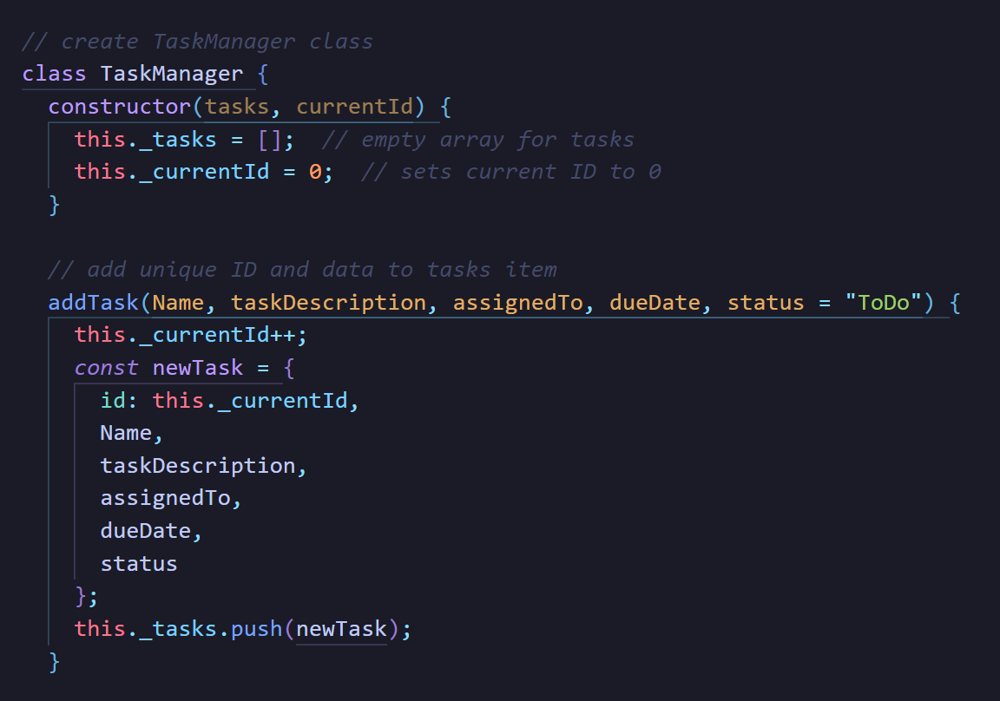 // create TaskManager class
class TaskManager {
  constructor(tasks, currentId) {
    this._tasks = [];  // empty array for tasks
    this._currentId = 0;  // sets current ID to 0
  }

  // add unique ID and data to tasks item
  addTask(Name, taskDescription, assignedTo, dueDate, status = "ToDo") {
    this._currentId++;
    const newTask = {
      id: this._currentId,
      Name,
      taskDescription,
      assignedTo,
      dueDate,
      status
    };
    this._tasks.push(newTask);
  }